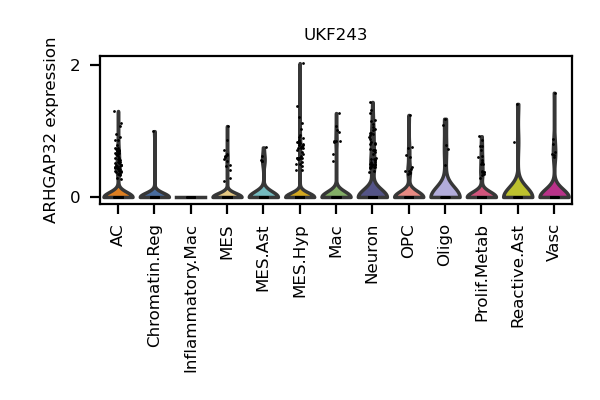 UKF243
ARHGAP32 expression
2
0
AC
Chromatin.Reg
Inflammatory.Mac
MES
MES.Ast
MES.Hyp
Mac
Neuron
OPC
Oligo
Prolif.Metab
Reactive.Ast
Vasc